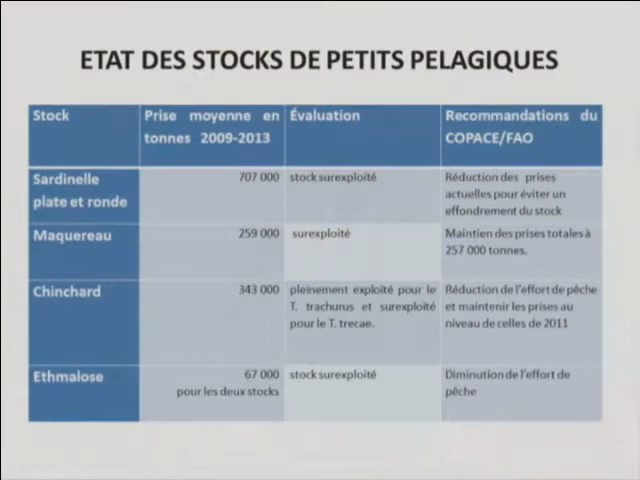 ETAT DES STOCKS DE PETITS PELAGIQUES
Stock
Prise moyenne en
tonnes 2009-2013
Évaluation
Recommandations du
COPACE/FAO
Sardinelle
plate et ronde
707 000
stock surexploité
Réduction des prises
actuelles pour éviter un
effondrement du stock
Maquereau
259 000
surexploité
Maintien des prises totales à
257 000 tonnes.
Chinchard
343 000
pleinement exploité pour le
T. trachurus et surexploité
pour le T. trecae.
Réduction de l'effort de pêche
et maintenir les prises au
niveau de celles de 2011
Ethmalose
67 000
pour les deux stocks
stock surexploité
Diminution de l'effort de
pêche